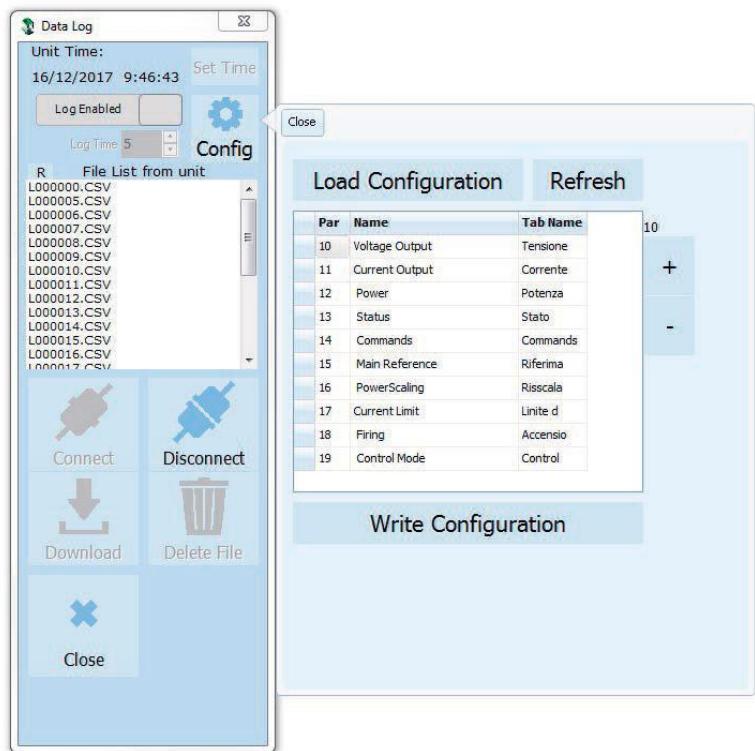 Data Log
Unit Time:
16/12/2017 9:46:43
Set Time
Log Enabled
Log Time 5
Config
R File List from unit
L000000.CSV
L000005.CSV
L000006.CSV
L000007.CSV
L000008.CSV
L000009.CSV
L000010.CSV
L000011.CSV
L000012.CSV
L000013.CSV
L000014.CSV
L000015.CSV
L000016.CSV
L000017.CSV
Connect
Disconnect
Download
Delete File
Close
Close
Load Configuration
Refresh
Par Name Tab Name
10 Voltage Output Tensione
11 Current Output Corrente
12 Power Potenza
13 Status Stato
14 Commands Commands
15 Main Reference Riferima
16 PowerScaling Risscala
17 Current Limit Linite d
18 Firing Accensio
19 Control Mode Control
10
+
-
Write Configuration